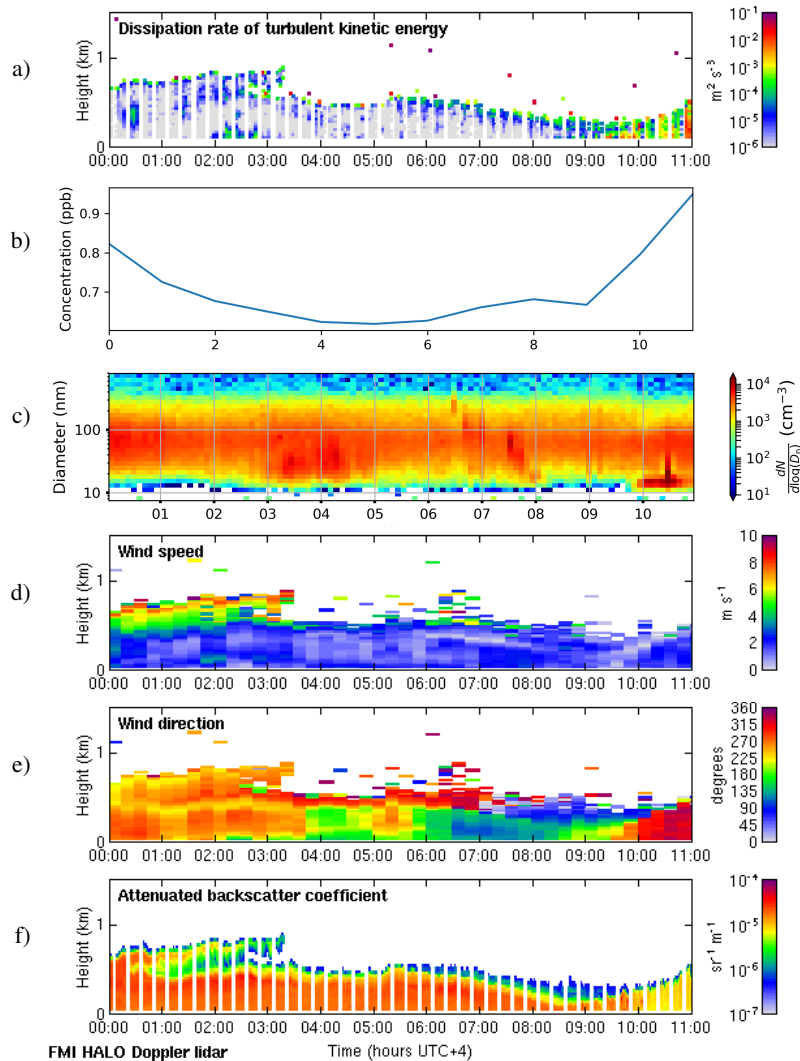 a)
Dissipation rate of turbulent kinetic energy
Height (km)
1
0
00:00 01:00 02:00 03:00 04:00 05:00 06:00 07:00 08:00 09:00 10:00 11:00
10⁻¹
10⁻²
10⁻³
10⁻⁴
10⁻⁵
10⁻⁶
m² s⁻³
b)
Concentration (ppb)
0.9
0.8
0.7
0 2 4 6 8 10
c)
Diameter (nm)
100
10
01 02 03 04 05 06 07 08 09 10
10⁴
10³
10²
10¹
dN/dlog(Dₚ) (cm⁻³)
d)
Wind speed
Height (km)
1
0
00:00 01:00 02:00 03:00 04:00 05:00 06:00 07:00 08:00 09:00 10:00 11:00
10
8
6
4
2
0
m s⁻¹
e)
Wind direction
Height (km)
1
0
00:00 01:00 02:00 03:00 04:00 05:00 06:00 07:00 08:00 09:00 10:00 11:00
360
315
270
225
180
135
90
45
0
degrees
f)
Attenuated backscatter coefficient
Height (km)
1
0
00:00 01:00 02:00 03:00 04:00 05:00 06:00 07:00 08:00 09:00 10:00 11:00
10⁻⁴
10⁻⁵
10⁻⁶
10⁻⁷
sr⁻¹ m⁻¹
FMI HALO Doppler lidar
Time (hours UTC+4)